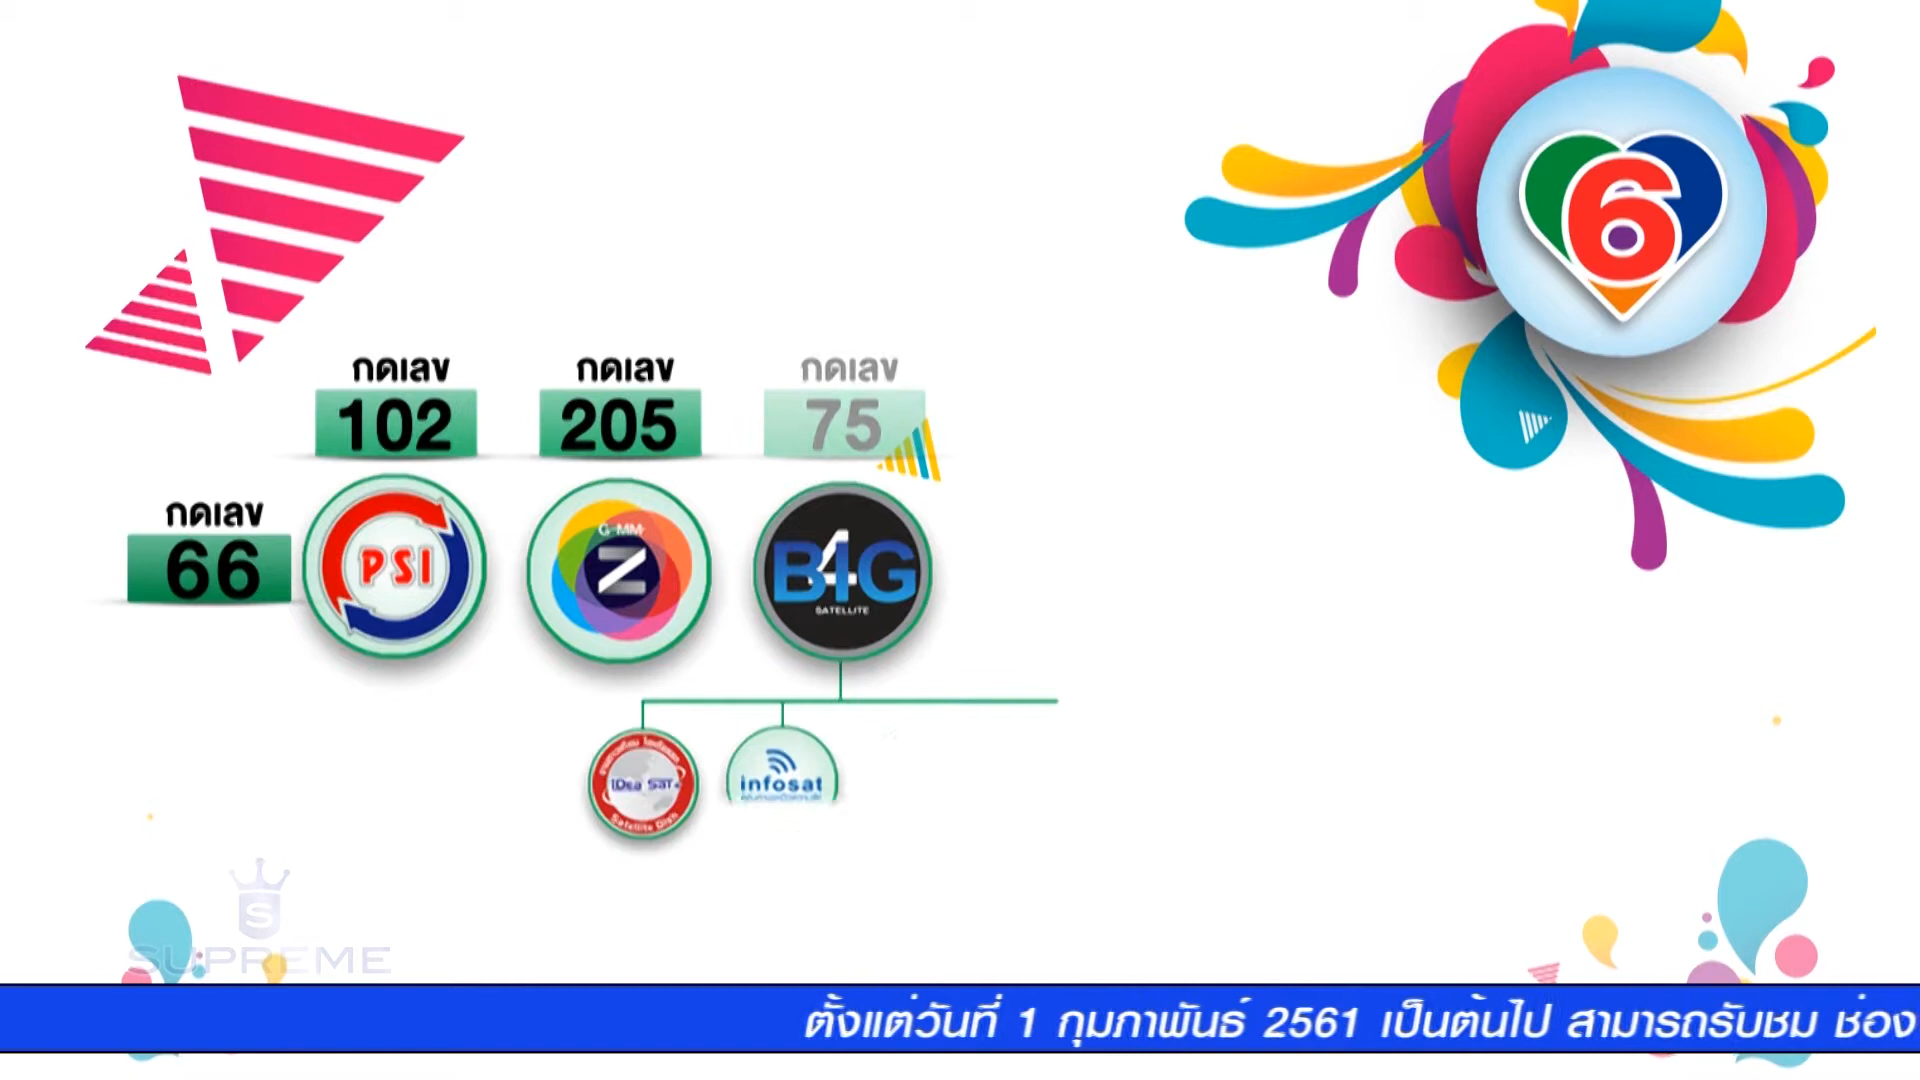 6
กดเลข
102
กดเลข
205
กดเลข
75
กดเลข
66
PSI
G MM
Z
B4G
SATELLITE
iDea Sat
Satellite Dish
infosat
S
SUPREME
ตั้งแต่วันที่ 1 กุมภาพันธ์ 2561 เป็นต้นไป สามารถรับชม ช่อง